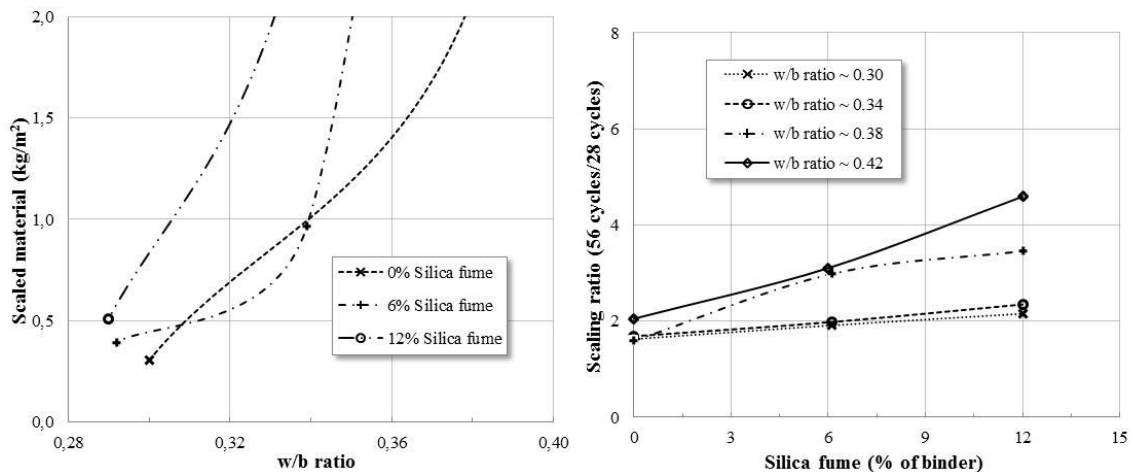 Scaled material (kg/m²)
2,0
1,5
1,0
0,5
0,0
0,28
0,32
0,36
0,40
w/b ratio
0% Silica fume
6% Silica fume
12% Silica fume
Scaling ratio (56 cycles/28 cycles)
8
6
4
2
0
0
3
6
9
12
15
Silica fume (% of binder)
w/b ratio ~ 0.30
w/b ratio ~ 0.34
w/b ratio ~ 0.38
w/b ratio ~ 0.42